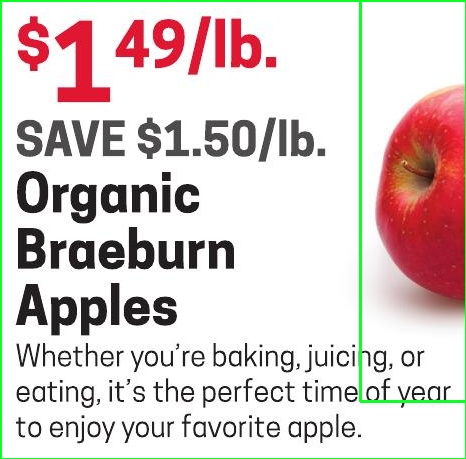 $1 49/lb.
SAVE $1.50/lb.
Organic
Braeburn
Apples
Whether you’re baking, juicing, or
eating, it’s the perfect time of year
to enjoy your favorite apple.